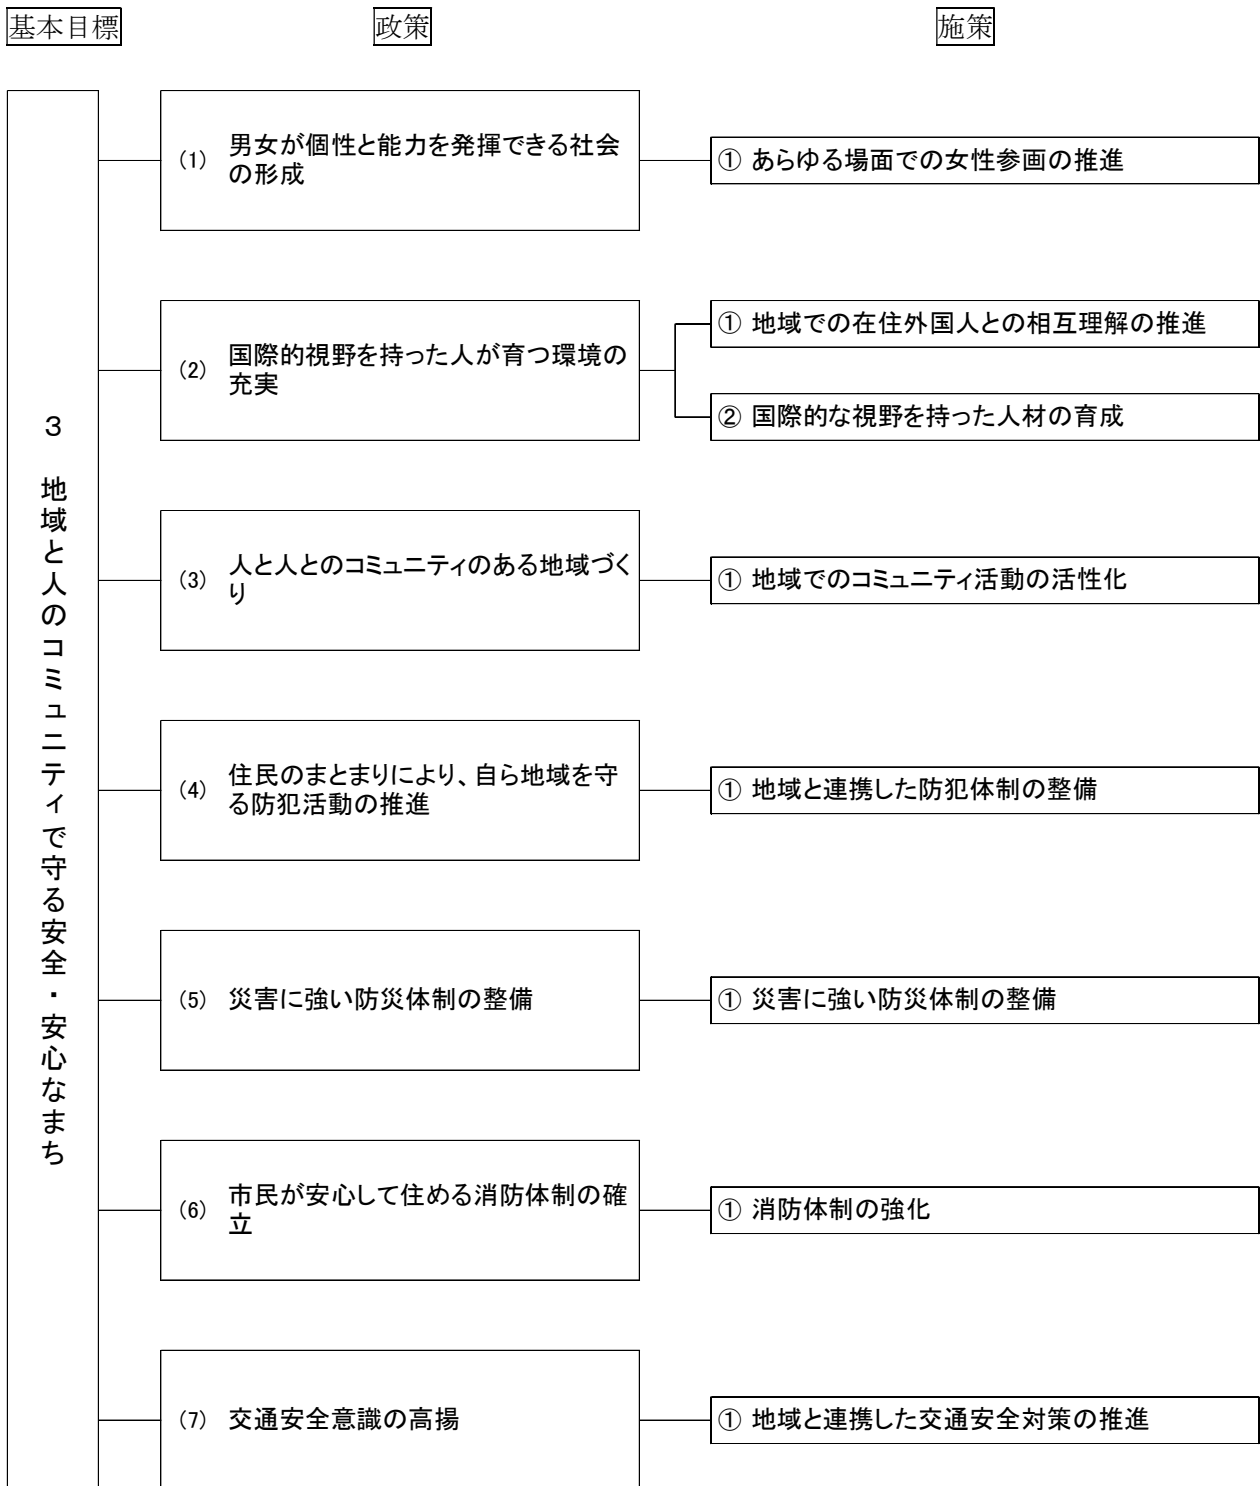 基本目標
政策
施策
3 地域と人のコミュニティで守る安全・安心なまち
(1) 男女が個性と能力を発揮できる社会
の形成
① あらゆる場面での女性参画の推進
(2) 国際的視野を持った人が育つ環境の
充実
① 地域での在住外国人との相互理解の推進
② 国際的な視野を持った人材の育成
(3) 人と人とのコミュニティのある地域づく
り
① 地域でのコミュニティ活動の活性化
(4) 住民のまとまりにより、自ら地域を守
る防犯活動の推進
① 地域と連携した防犯体制の整備
(5) 災害に強い防災体制の整備
① 災害に強い防災体制の整備
(6) 市民が安心して住める消防体制の確
立
① 消防体制の強化
(7) 交通安全意識の高揚
① 地域と連携した交通安全対策の推進